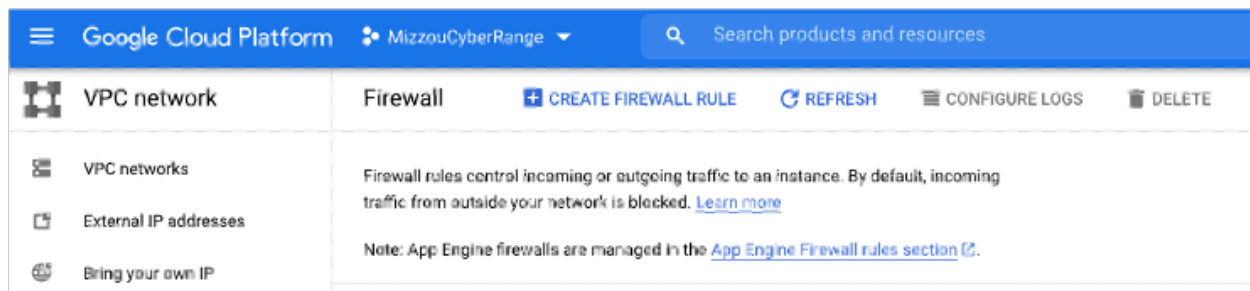 Google Cloud Platform MizzouCyberRange Search products and resources
VPC network Firewall CREATE FIREWALL RULE REFRESH CONFIGURE LOGS DELETE
VPC networks
External IP addresses
Bring your own IP
Firewall rules control incoming or outgoing traffic to an instance. By default, incoming
traffic from outside your network is blocked. Learn more
Note: App Engine firewalls are managed in the App Engine Firewall rules section.